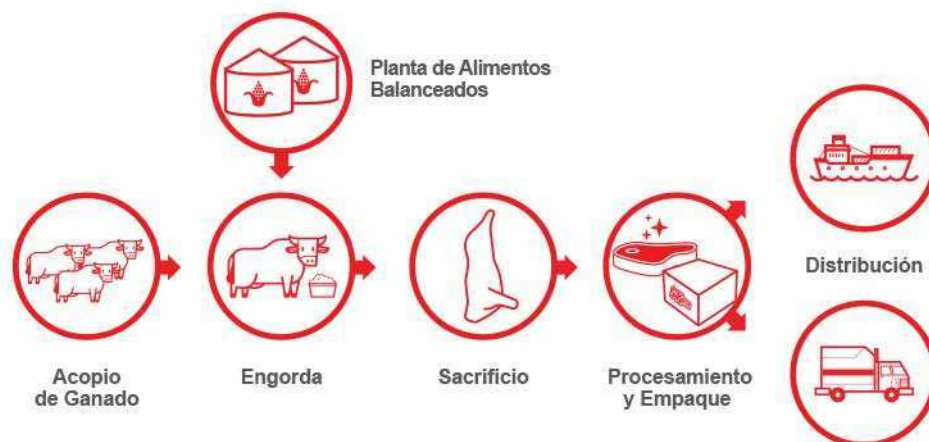 Planta de Alimentos
Balanceados
Distribución
Acopio
de Ganado
Engorda
Sacrificio
Procesamiento
y Empaque